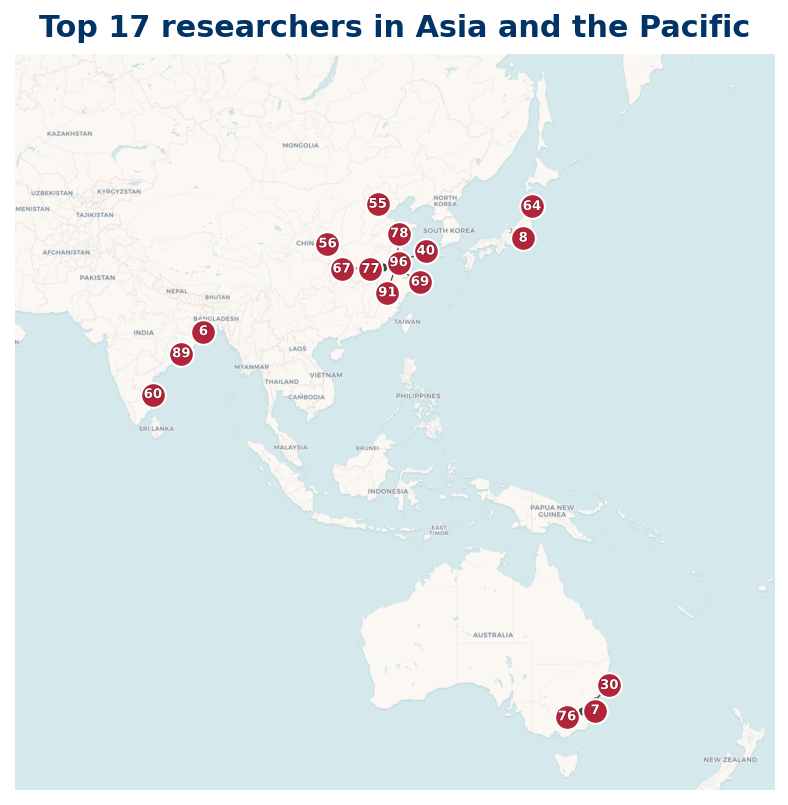 Top 17 researchers in Asia and the Pacific
KAZAKHSTAN
MONGOLIA
UZBEKISTAN
KYRGYZSTAN
MENISTAN
TAJIKISTAN
NORTH
KOREA
55
64
78
SOUTH KOREA
8
56
CHIN
40
AFGHANISTAN
67
77
96
PAKISTAN
69
NEPAL
BHUTAN
91
BANGLADESH
TAIWAN
6
INDIA
89
LAOS
MYANMAR
VIETNAM
THAILAND
60
CAMBODIA
PHILIPPINES
SRI LANKA
MALAYSIA
BRUNEI
INDONESIA
PAPUA NEW
GUINEA
EAST
TIMOR
AUSTRALIA
30
7
76
NEW ZEALAND